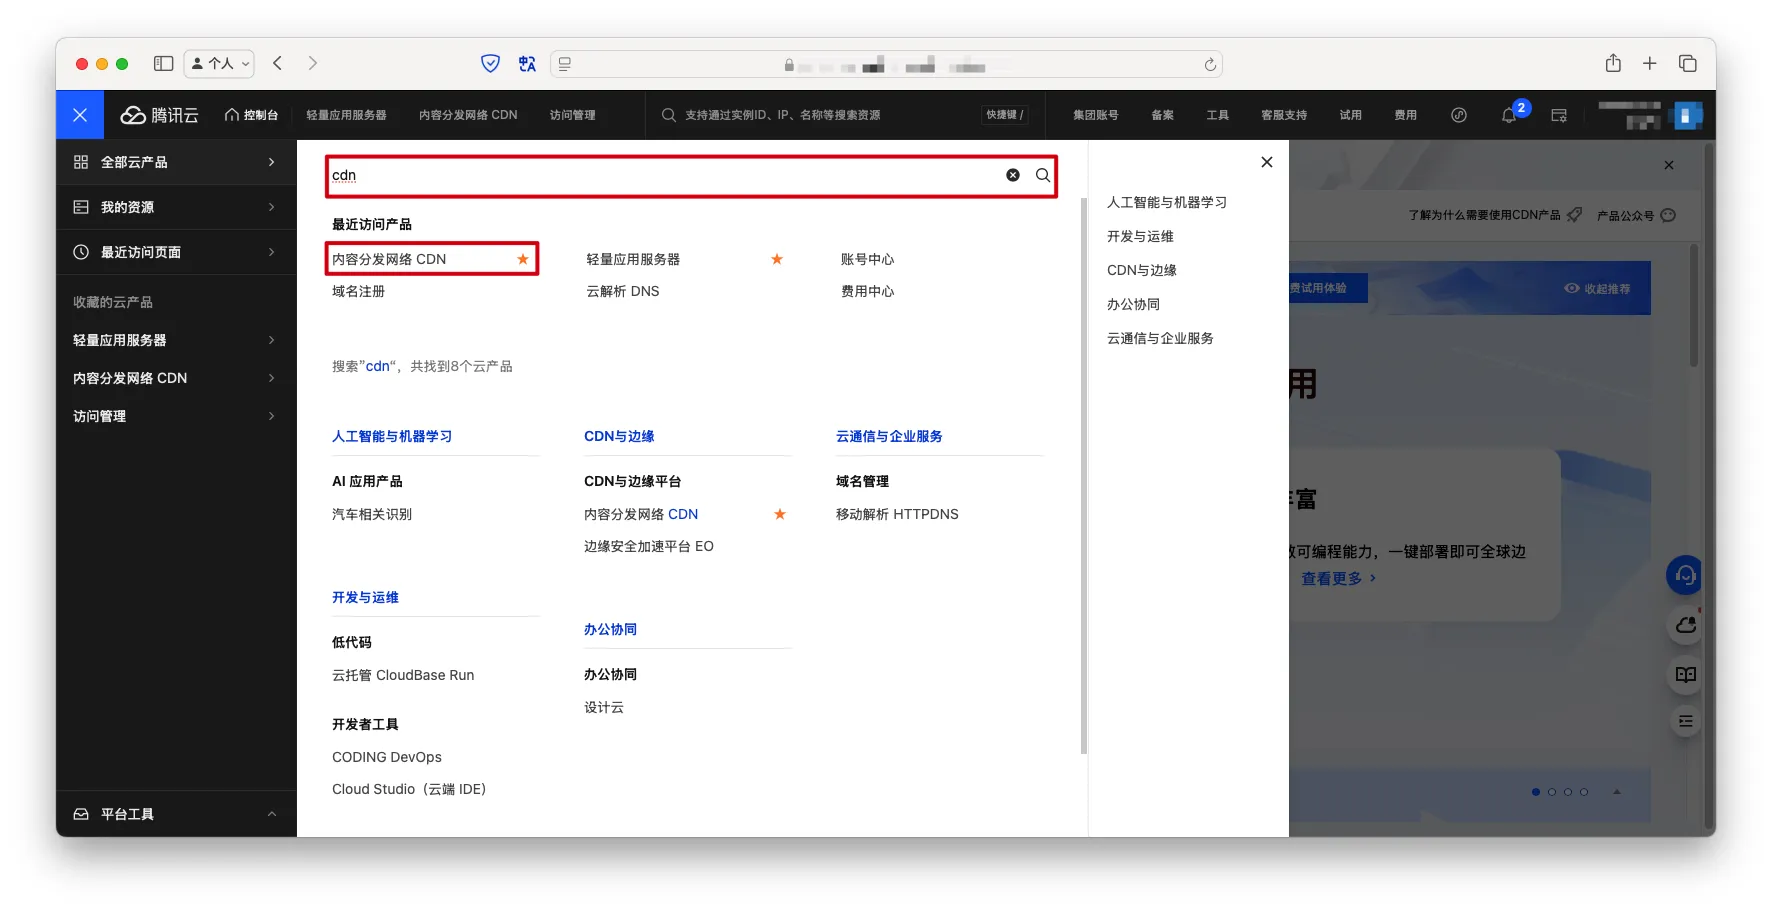 个人
腾讯云
控制台
轻量应用服务器
内容分发网络 CDN
访问管理
支持通过实例ID、IP、名称等搜索资源
快捷键 /
集团账号
备案
工具
客服支持
试用
费用
2
全部云产品
我的资源
最近访问页面
收藏的云产品
轻量应用服务器
内容分发网络 CDN
访问管理
平台工具
cdn
最近访问产品
内容分发网络 CDN
轻量应用服务器
账号中心
域名注册
云解析 DNS
费用中心
搜索”cdn“，共找到8个云产品
人工智能与机器学习
AI 应用产品
汽车相关识别
开发与运维
低代码
云托管 CloudBase Run
开发者工具
CODING DevOps
Cloud Studio（云端 IDE）
CDN与边缘
CDN与边缘平台
内容分发网络 CDN
边缘安全加速平台 EO
办公协同
办公协同
设计云
云通信与企业服务
域名管理
移动解析 HTTPDNS
人工智能与机器学习
开发与运维
CDN与边缘
办公协同
云通信与企业服务
了解为什么需要使用CDN产品
产品公众号
费试用体验
收起推荐
用
富
可编程能力，一键部署即可全球边
查看更多